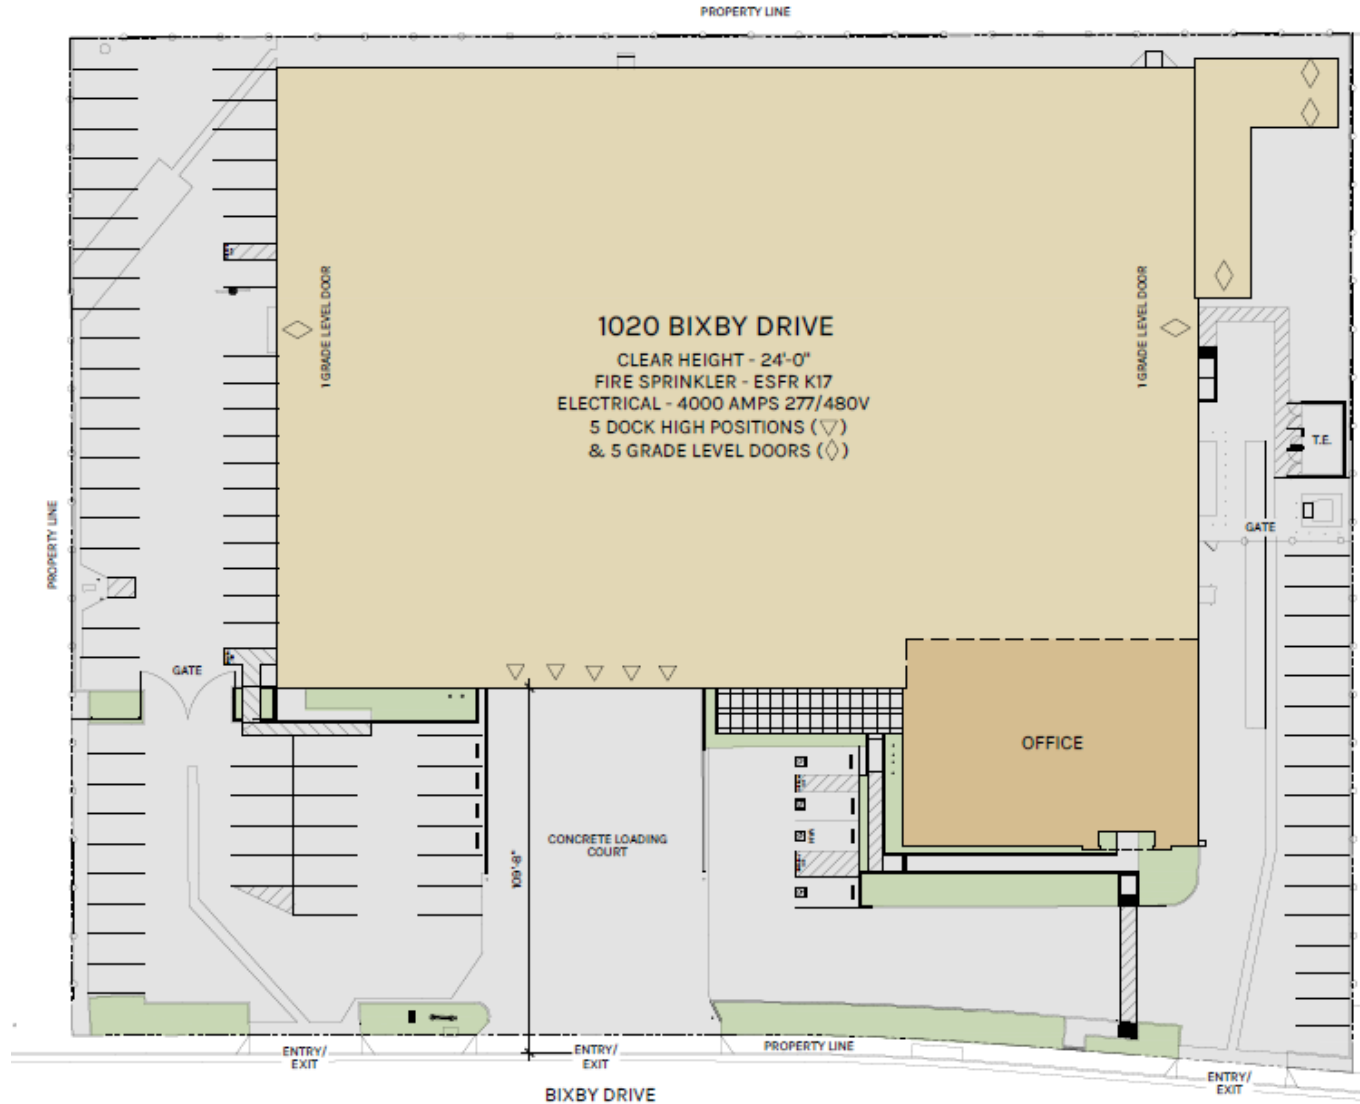 PROPERTY LINE
1 GRADE LEVEL DOOR
1 GRADE LEVEL DOOR
1020 BIXBY DRIVE
CLEAR HEIGHT - 24'-0"
FIRE SPRINKLER - ESFR K17
ELECTRICAL - 4000 AMPS 277/480V
5 DOCK HIGH POSITIONS (▽)
& 5 GRADE LEVEL DOORS (◊)
T.E.
PROPERTY LINE
GATE
GATE
OFFICE
CONCRETE LOADING
COURT
109'-8"
ENTRY/
EXIT
ENTRY/
EXIT
PROPERTY LINE
ENTRY/
EXIT
BIXBY DRIVE